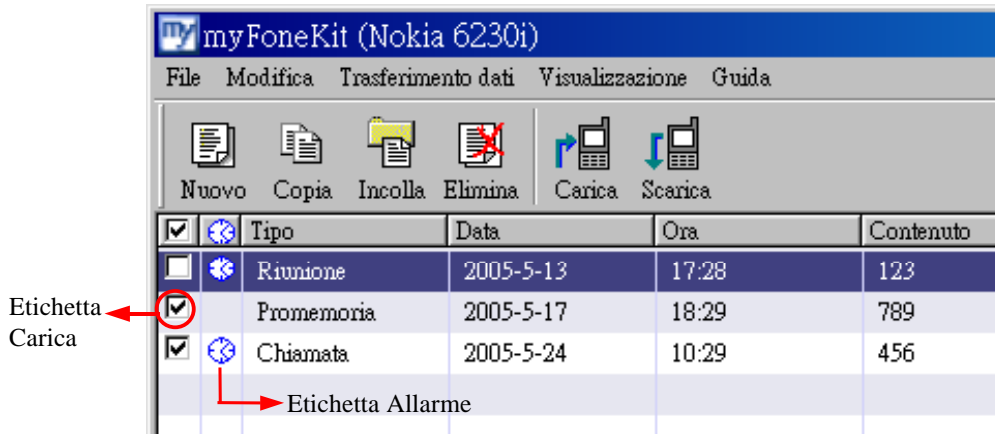 my myFoneKit (Nokia 6230i)
File Modifica Trasferimento dati Visualizzazione Guida
Nuovo Copia Incolla Elimina Carica Scarica
Tipo Data Ora Contenuto
Riunione 2005-5-13 17:28 123
Etichetta Carica
Promemoria 2005-5-17 18:29 789
Chiamata 2005-5-24 10:29 456
Etichetta Allarme